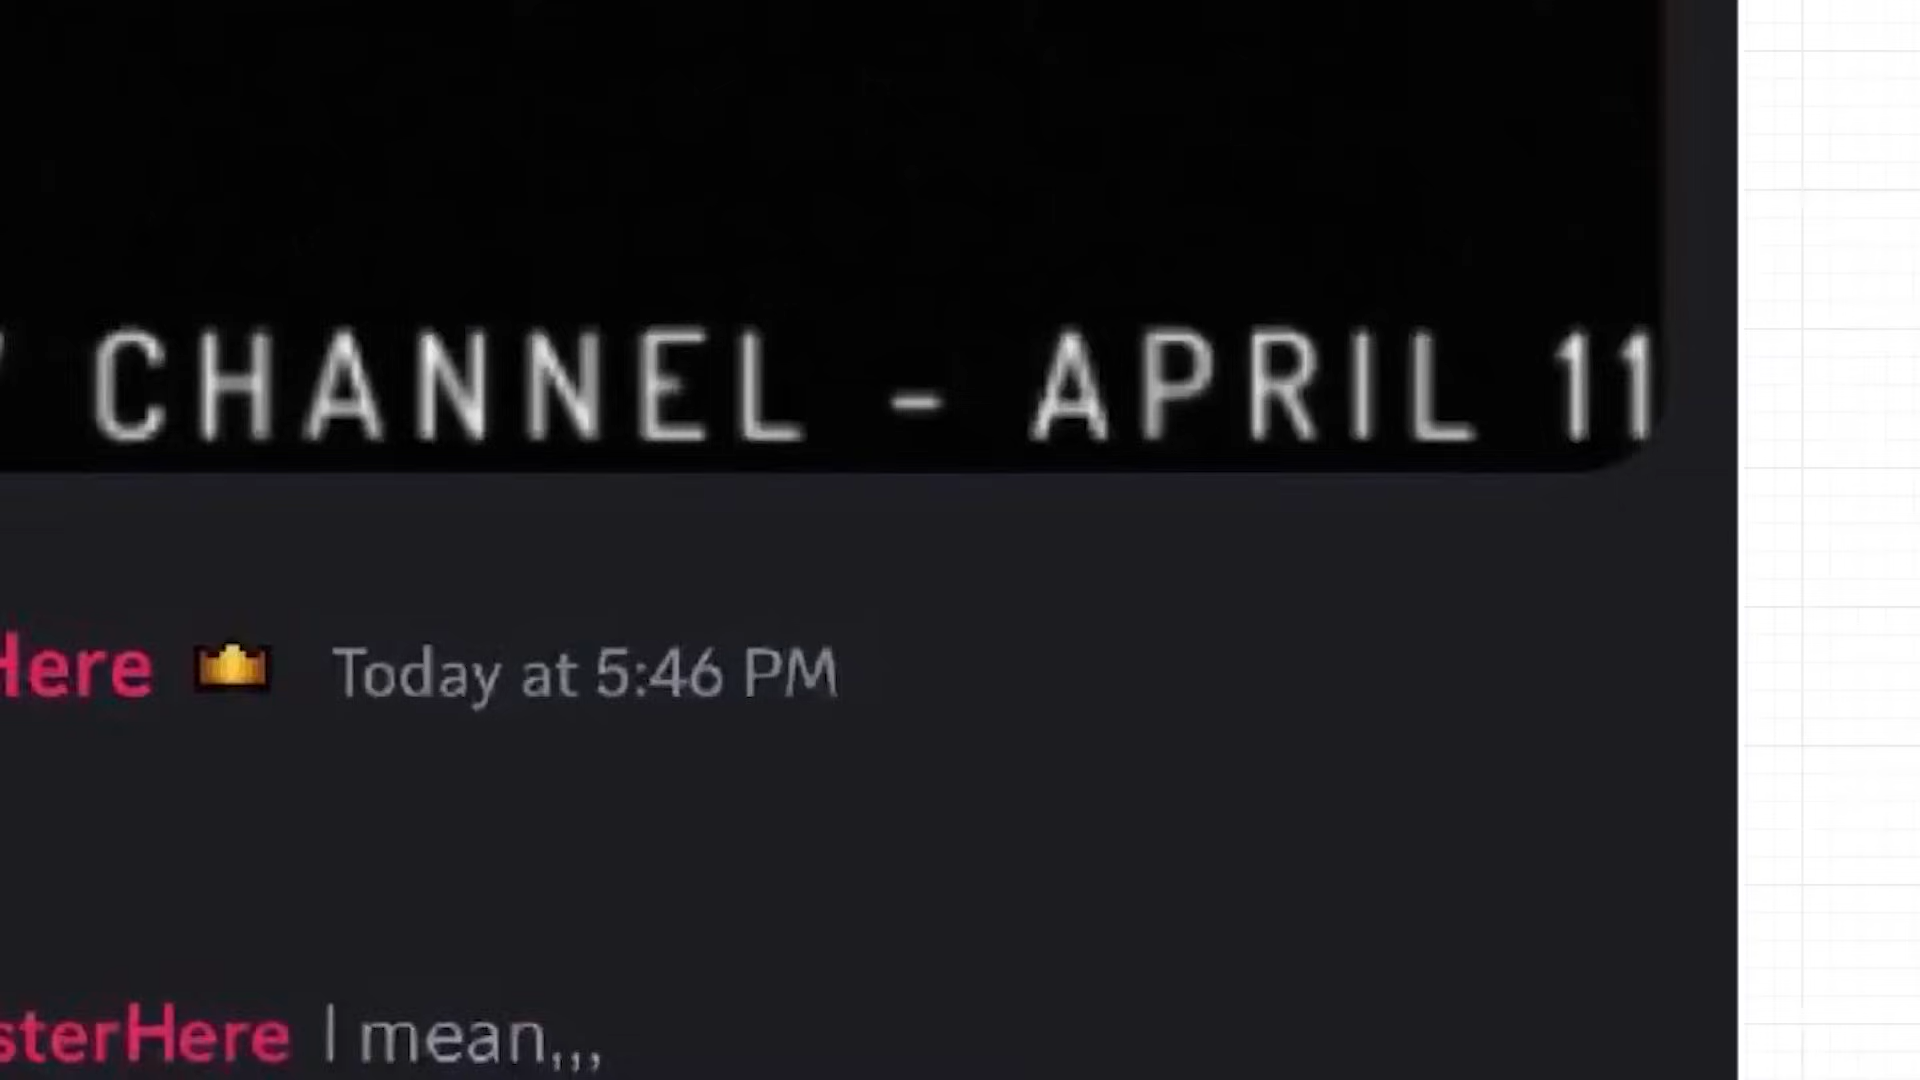 CHANNEL - APRIL 11
Here Today at 5:46 PM
sterHere I mean,,,